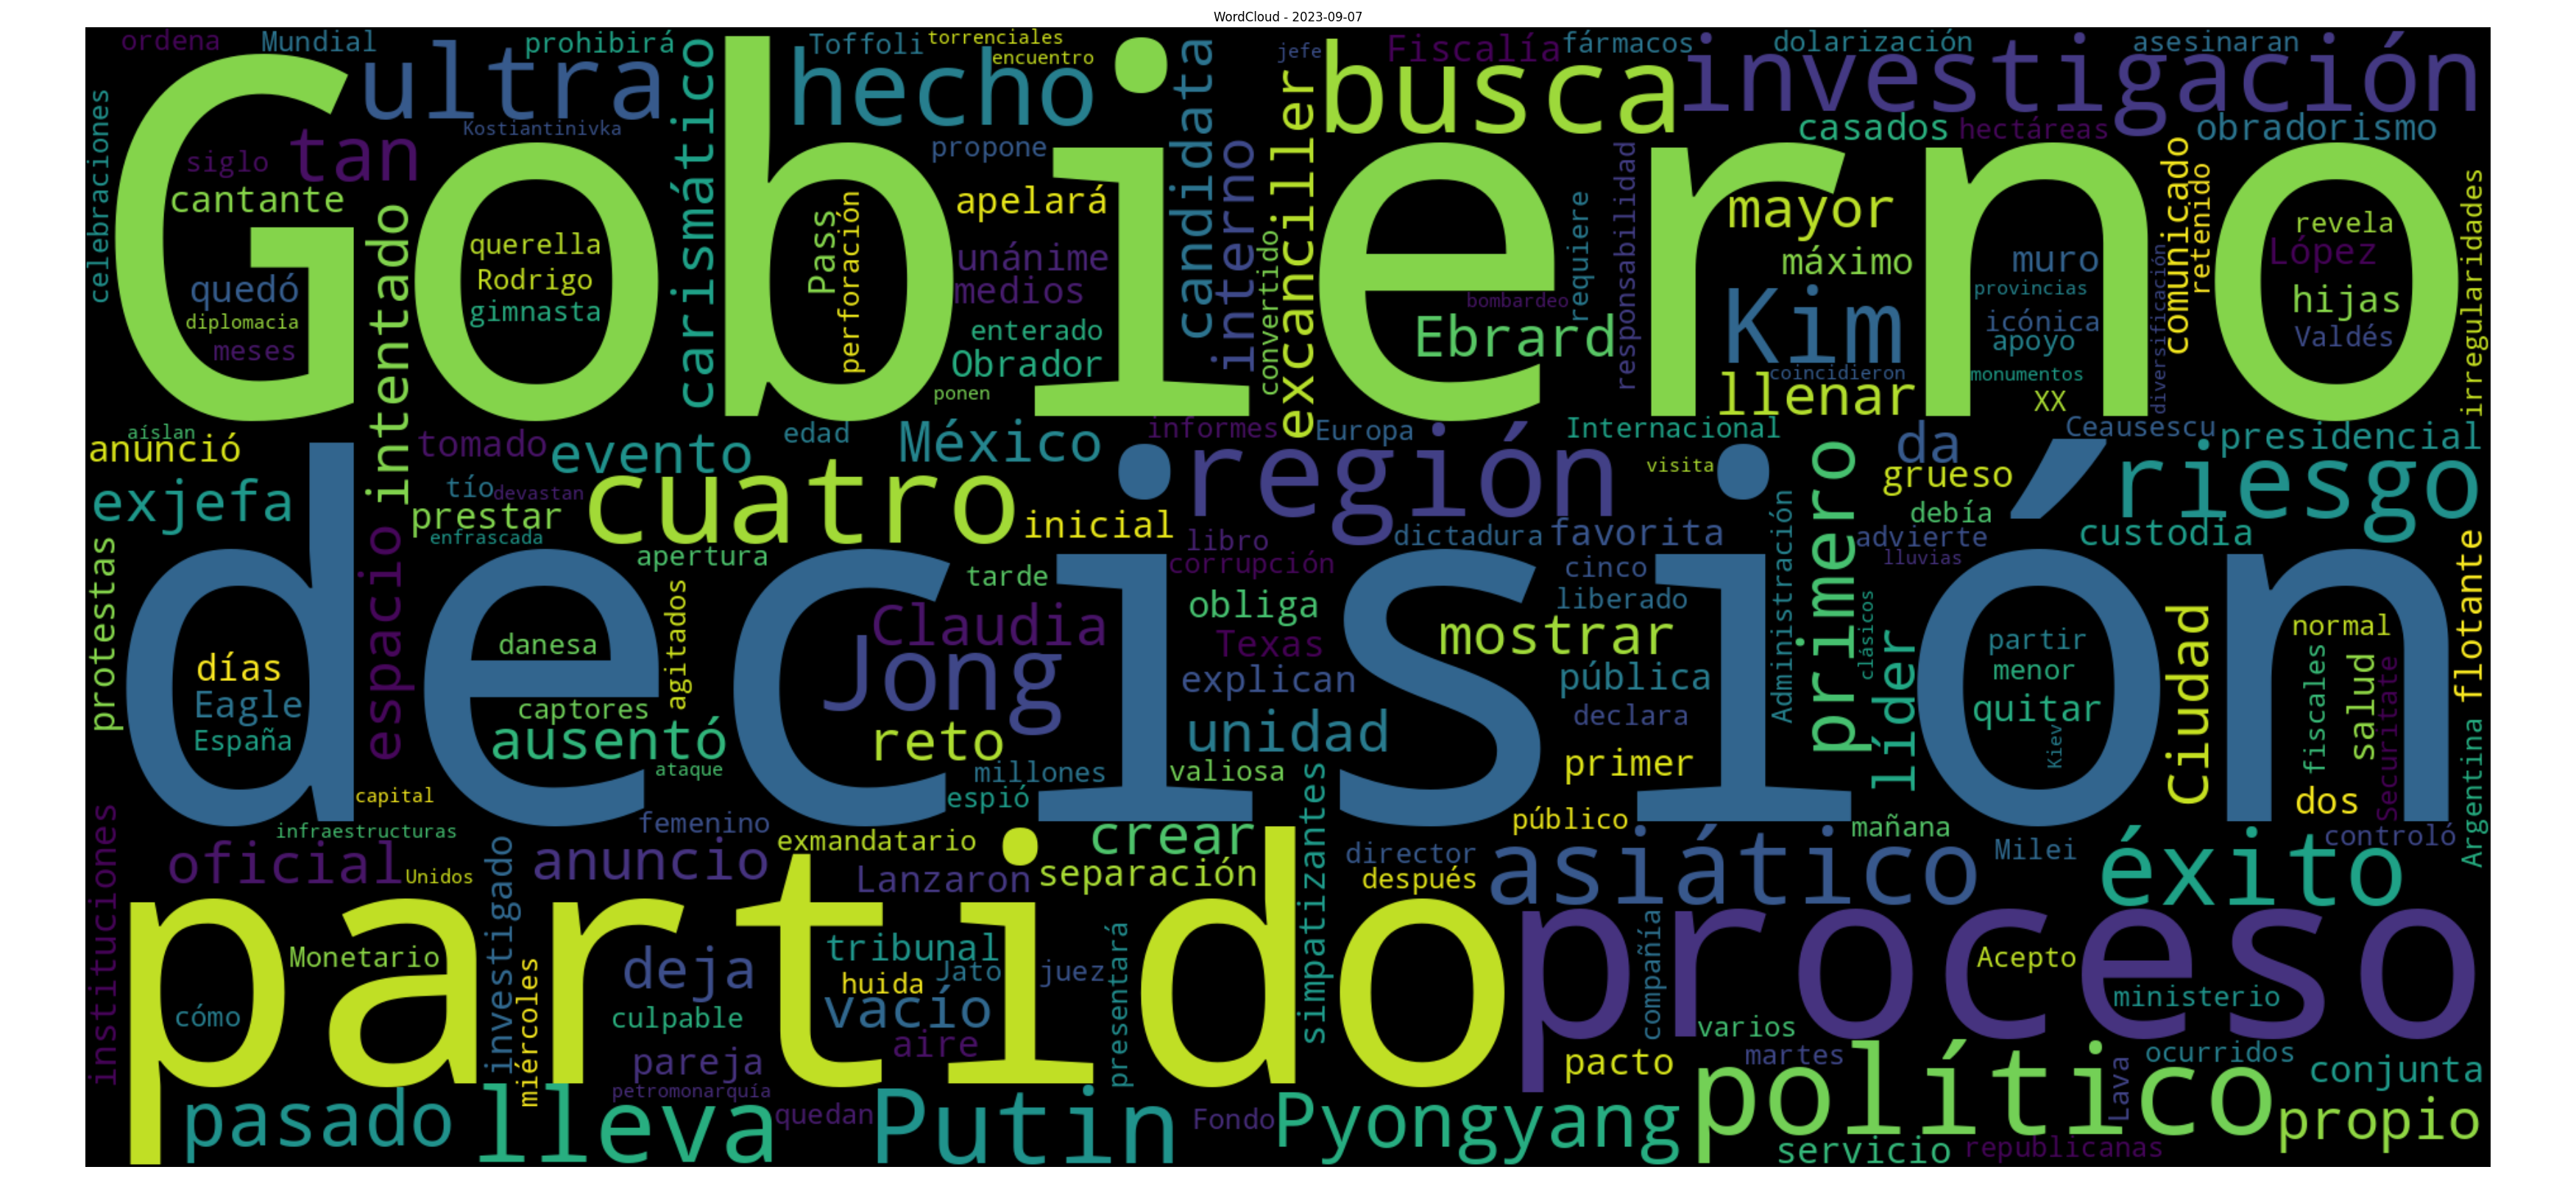 WordCloud - 2023-09-07
ordena
Mundial
prohibirá
Toffoli
torrenciales
encuentro
jefe
Fiscalía
fármacos
dolarización
asesinaran
ultra
hecho
busca
investigación
celebraciones
Kostiantinivka
carismático
candidata
excanciller
casados
hectáreas
obradorismo
siglo
tan
propone
interno
Gobierno
cantante
intentado
querella
Rodrigo
gimnasta
Pass
perforación
apelará
unánime
medios
enterado
Obrador
ponen
convertido
requiere
responsabilidad
bombardeo
Ebrard
mayor
máximo
Kim
coincidieron
llenar
muro
provincias
icónica
apoyo
monumentos
XX
diversificación
comunicado
retenido
revela
López
hijas
Valdés
irregularidades
quedó
diplomacia
meses
aíslan
anunció
tomado
evento
edad
México
informes
Europa
región
Internacional
visita
primero
da
Ceausescu
presidencial
grueso
riesgo
exjefa
tío
devastan
prestar
enfrascada
cuatro
inicial
libro
corrupción
dictadura
favorita
Administración
debía
advierte
lluvias
custodia
protestas
espacio
apertura
tarde
cinco
liberado
clásicos
flotante
decisión
días
Eagle
España
danesa
captores
agitados
ausentó
ataque
Claudia
Jong
reto
millones
espió
obliga
Texas
explican
unidad
valiosa
mostrar
pública
declara
primer
líder
partir
menor
quitar
Kiev
ciudad
normal
fiscales
salud
Securitate
dos
Argentina
capital
infraestructuras
instituciones
oficial
Unidos
investigado
anuncio
femenino
exmandatario
Lanzaron
crear
separación
simpatizantes
público
director
después
asiático
mañana
Milei
éxito
controló
partido
proceso
cómo
Monetario
miércoles
deja
culpable
pareja
petromonarquía
tribunal
huida
Jato
vacío
aire
juez
presentará
compañía
varios
Acepto
ministerio
pacto
martes
político
Lava
ocurridos
conjunta
pasado
lleva
quedan
Putin
Fondo
Pyongyang
servicio
republicanas
propio